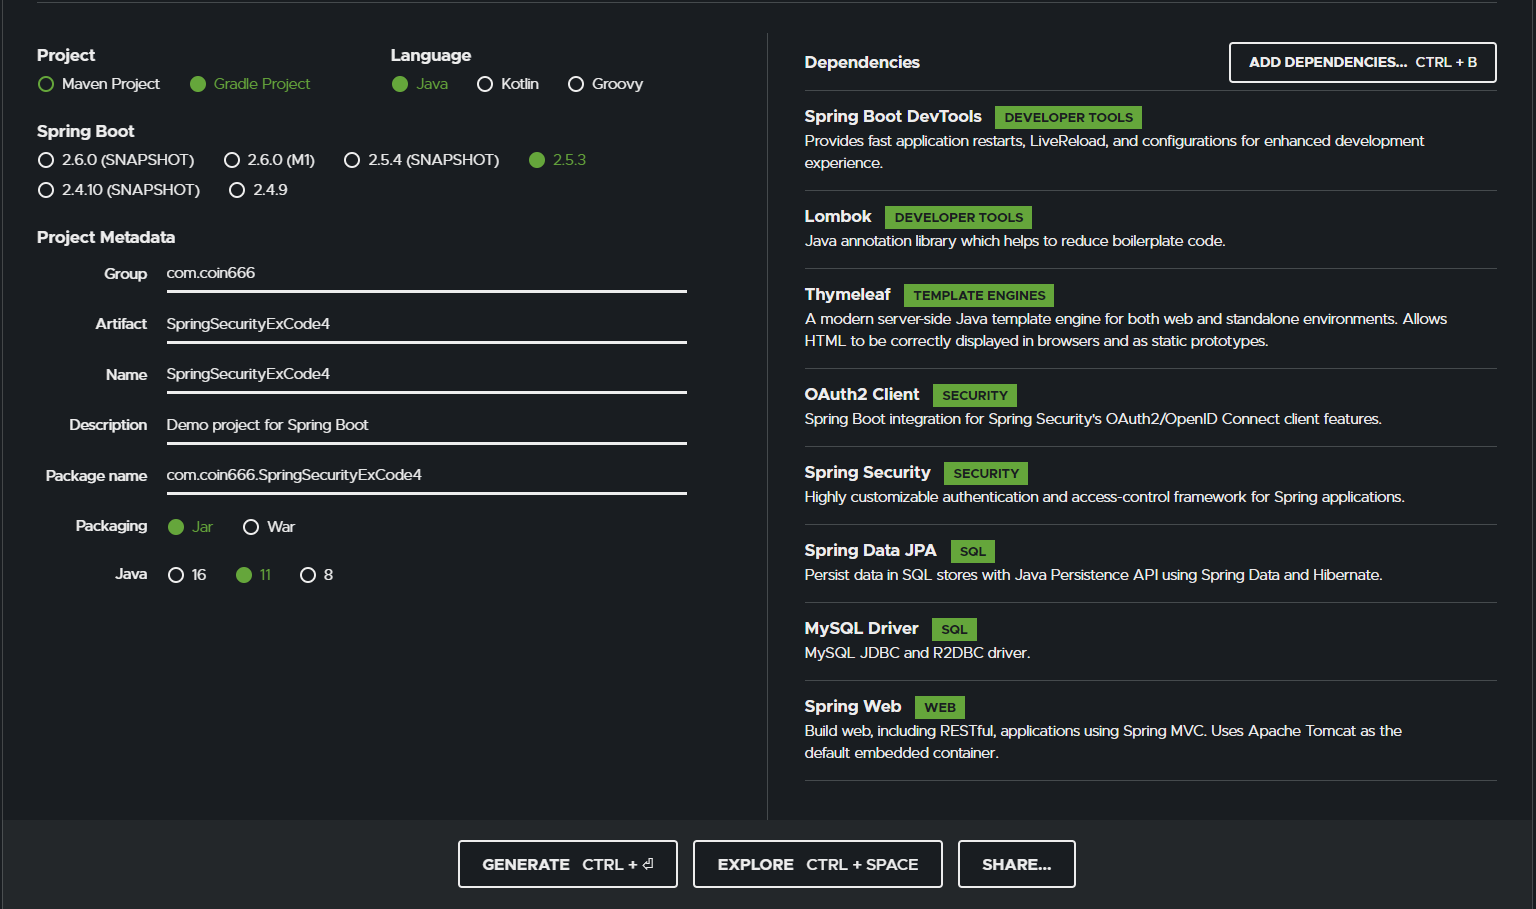 Project
Maven Project Gradle Project
Language
Java Kotlin Groovy
Spring Boot
2.6.0 (SNAPSHOT) 2.6.0 (M1) 2.5.4 (SNAPSHOT) 2.5.3
2.4.10 (SNAPSHOT) 2.4.9
Project Metadata
Group com.coin666
Artifact SpringSecurityExCode4
Name SpringSecurityExCode4
Description Demo project for Spring Boot
Package name com.coin666.SpringSecurityExCode4
Packaging Jar War
Java 16 11 8
Dependencies ADD DEPENDENCIES... CTRL + B
Spring Boot DevTools DEVELOPER TOOLS
Provides fast application restarts, LiveReload, and configurations for enhanced development
experience.
Lombok DEVELOPER TOOLS
Java annotation library which helps to reduce boilerplate code.
Thymeleaf TEMPLATE ENGINES
A modern server-side Java template engine for both web and standalone environments. Allows
HTML to be correctly displayed in browsers and as static prototypes.
OAuth2 Client SECURITY
Spring Boot integration for Spring Security's OAuth2/OpenID Connect client features.
Spring Security SECURITY
Highly customizable authentication and access-control framework for Spring applications.
Spring Data JPA SQL
Persist data in SQL stores with Java Persistence API using Spring Data and Hibernate.
MySQL Driver SQL
MySQL JDBC and R2DBC driver.
Spring Web WEB
Build web, including RESTful, applications using Spring MVC. Uses Apache Tomcat as the
default embedded container.
GENERATE CTRL + ⏎ EXPLORE CTRL + SPACE SHARE...